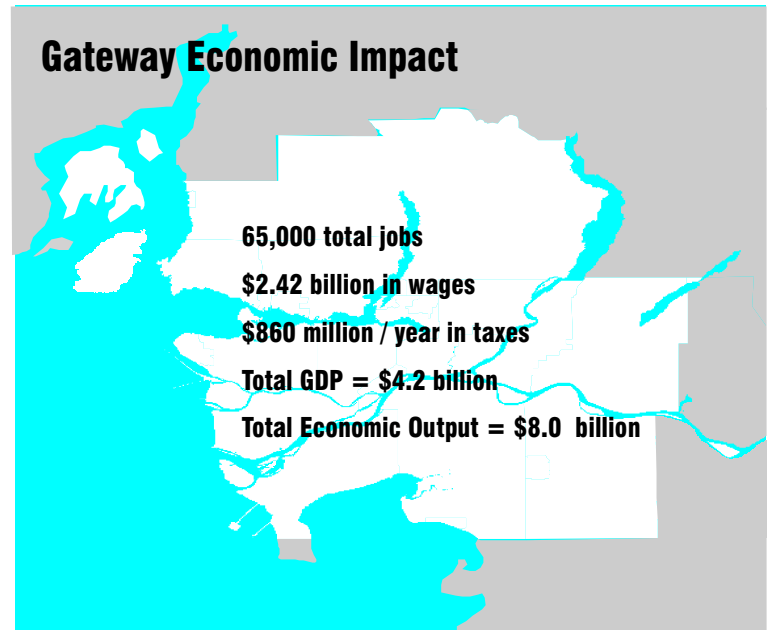 Gateway Economic Impact
65,000 total jobs
$2.42 billion in wages
$860 million / year in taxes
Total GDP = $4.2 billion
Total Economic Output = $8.0 billion